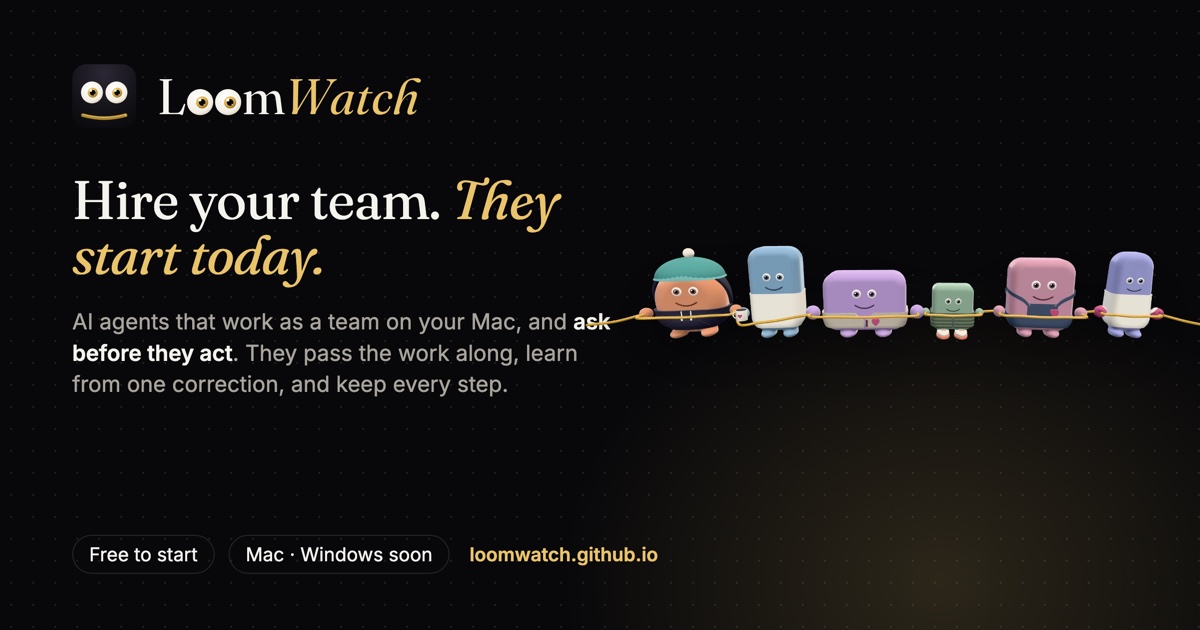 LoomWatch
Hire your team. They
start today.
AI agents that work as a team on your Mac, and ask
before they act. They pass the work along, learn
from one correction, and keep every step.
Free to start
Mac · Windows soon
loomwatch.github.io